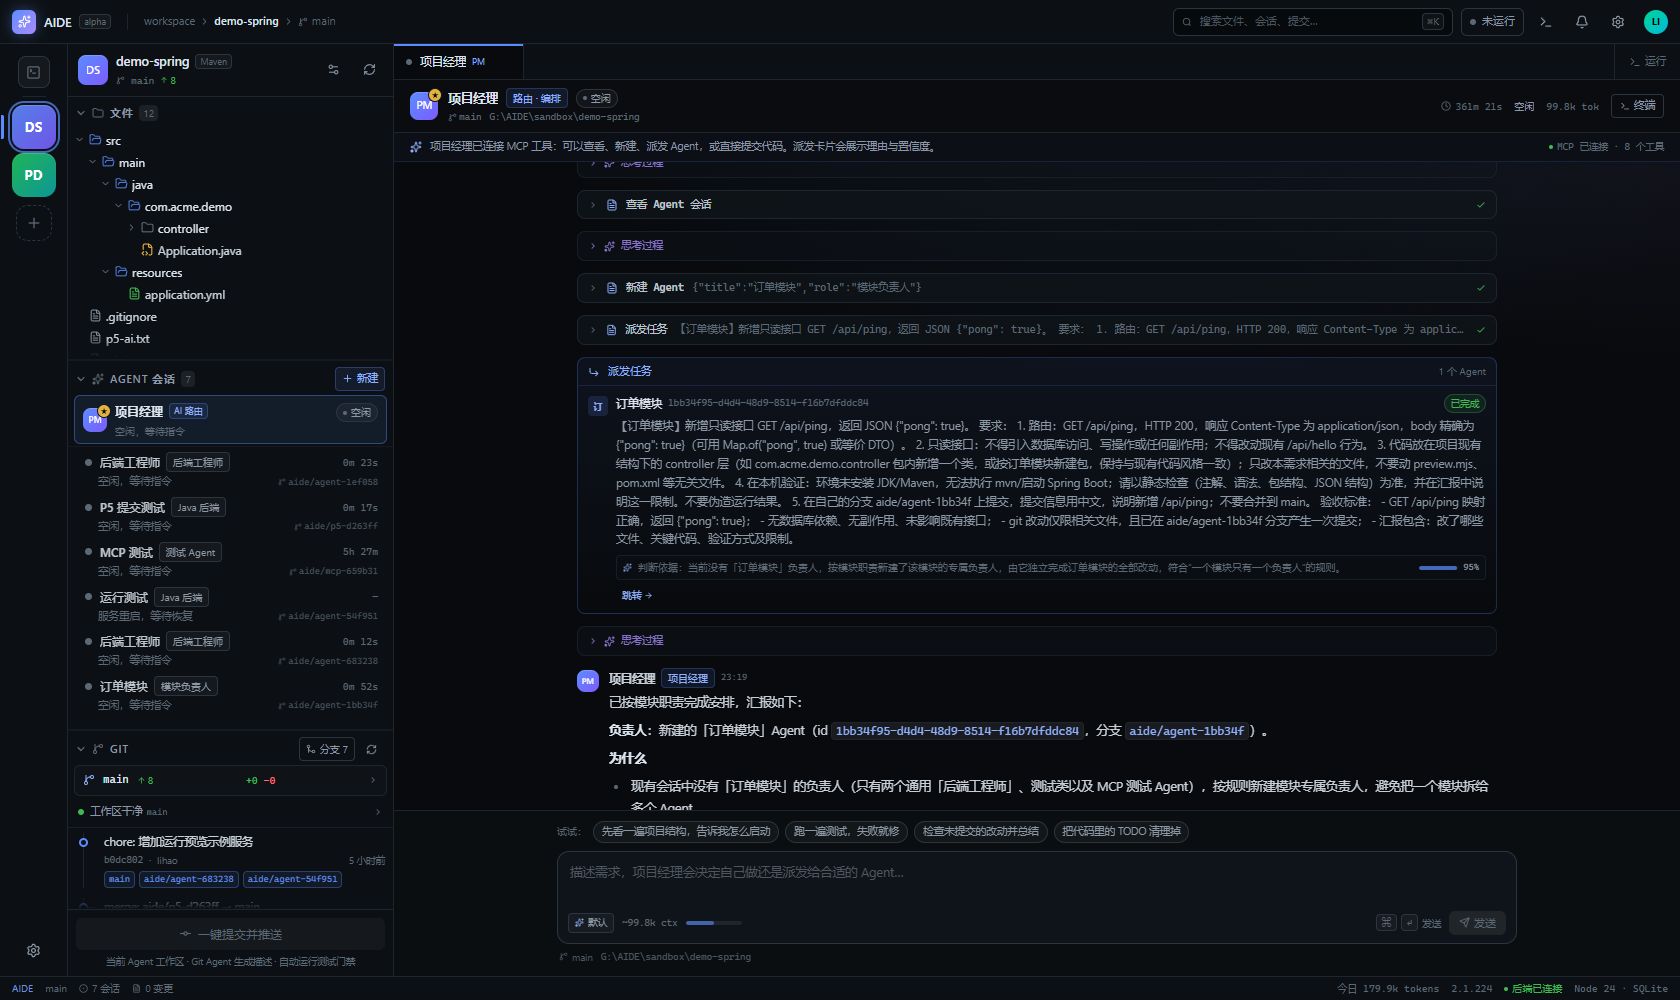 AIDE alpha workspace › demo-spring › main 搜索文件、会话、提交... ⌘K 未运行 LI
DS
PD
demo-spring Maven
main ↑8
文件 12
src
main
java
com.acme.demo
controller
Application.java
resources
application.yml
.gitignore
p5-ai.txt
AGENT 会话 7 + 新建
PM 项目经理 AI 路由 空闲
空闲，等待指令
后端工程师 后端工程师 0m 23s
空闲，等待指令 aide/agent-1ef058
P5 提交测试 Java 后端 0m 17s
空闲，等待指令 aide/p5-d263ff
MCP 测试 测试 Agent 5h 27m
空闲，等待指令 aide/mcp-659b31
运行测试 Java 后端 —
服务重启，等待恢复 aide/agent-54f951
后端工程师 后端工程师 0m 12s
空闲，等待指令 aide/agent-683238
订单模块 模块负责人 0m 52s
空闲，等待指令 aide/agent-1bb34f
GIT 分支 7
main ↑8 +0 −0
工作区干净 main
chore: 增加运行预览示例服务
b0dc802 · lihao 5 小时前
main aide/agent-683238 aide/agent-54f951
merge: aide/p5-d263ff → main
一键提交并推送
当前 Agent 工作区 · Git Agent 生成描述 · 自动运行测试门禁
项目经理 PM 运行
PM 项目经理 路由 · 编排 空闲
main G:\AIDE\sandbox\demo-spring
361m 21s 空闲 99.8k tok 终端
项目经理已连接 MCP 工具：可以查看、新建、派发 Agent，或直接提交代码。派发卡片会展示理由与置信度。 MCP 已连接 · 8 个工具
思考过程
查看 Agent 会话
思考过程
新建 Agent {"title":"订单模块","role":"模块负责人"}
派发任务 【订单模块】新增只读接口 GET /api/ping，返回 JSON {"pong": true}。 要求： 1. 路由：GET /api/ping，HTTP 200，响应 Content-Type 为 applic…
派发任务 1 个 Agent
订 订单模块 1bb34f95-d4d4-48d9-8514-f16b7dfddc84 已完成
【订单模块】新增只读接口 GET /api/ping，返回 JSON {"pong": true}。 要求： 1. 路由：GET /api/ping，HTTP 200，响应 Content-Type 为 application/json，body 精确为
{"pong": true}（可用 Map.of("pong", true) 或等价 DTO）。 2. 只读接口：不得引入数据库访问、写操作或任何副作用；不得改动现有 /api/hello 行为。 3. 代码放在项目现有
结构下的 controller 层（如 com.acme.demo.controller 包内新增一个类，或按订单模块新建包，保持与现有代码风格一致）；只改本需求相关的文件，不要动 preview.mjs、
pom.xml 等无关文件。 4. 在本机验证：环境未安装 JDK/Maven，无法执行 mvn/启动 Spring Boot；请以静态检查（注解、语法、包结构、JSON 结构）为准，并在汇报中说
明这一限制。不要伪造运行结果。 5. 在自己的分支 aide/agent-1bb34f 上提交，提交信息用中文，说明新增 /api/ping；不要合并到 main。 验收标准： - GET /api/ping 映射
正确，返回 {"pong": true}； - 无数据库依赖、无副作用、未影响既有接口； - git 改动仅限相关文件，且已在 aide/agent-1bb34f 分支产生一次提交； - 汇报包含：改了哪些
文件、关键代码、验证方式及限制。
判断依据：当前没有「订单模块」负责人，按模块职责新建了该模块的专属负责人，由它独立完成订单模块的全部改动，符合"一个模块只有一个负责人"的规则。 95%
跳转 →
思考过程
PM 项目经理 项目经理 23:19
已按模块职责完成安排，汇报如下：
负责人：新建的「订单模块」Agent（id 1bb34f95-d4d4-48d9-8514-f16b7dfddc84，分支 aide/agent-1bb34f）。
为什么
现有会话中没有「订单模块」的负责人（只有两个通用「后端工程师」、测试类以及 MCP 测试 Agent），按规则新建模块专属负责人，避免把一个模块拆给
多个 Agent
试试： 先看一遍项目结构，告诉我怎么启动 跑一遍测试，失败就修 检查未提交的改动并总结 把代码里的 TODO 清理掉
描述需求，项目经理会决定自己做还是派发给合适的 Agent...
默认 ~99.8k ctx ⌘ ↵ 发送 发送
main G:\AIDE\sandbox\demo-spring
AIDE main 7 会话 0 变更 今日 179.9k tokens 2.1.224 后端已连接 Node 24 · SQLite